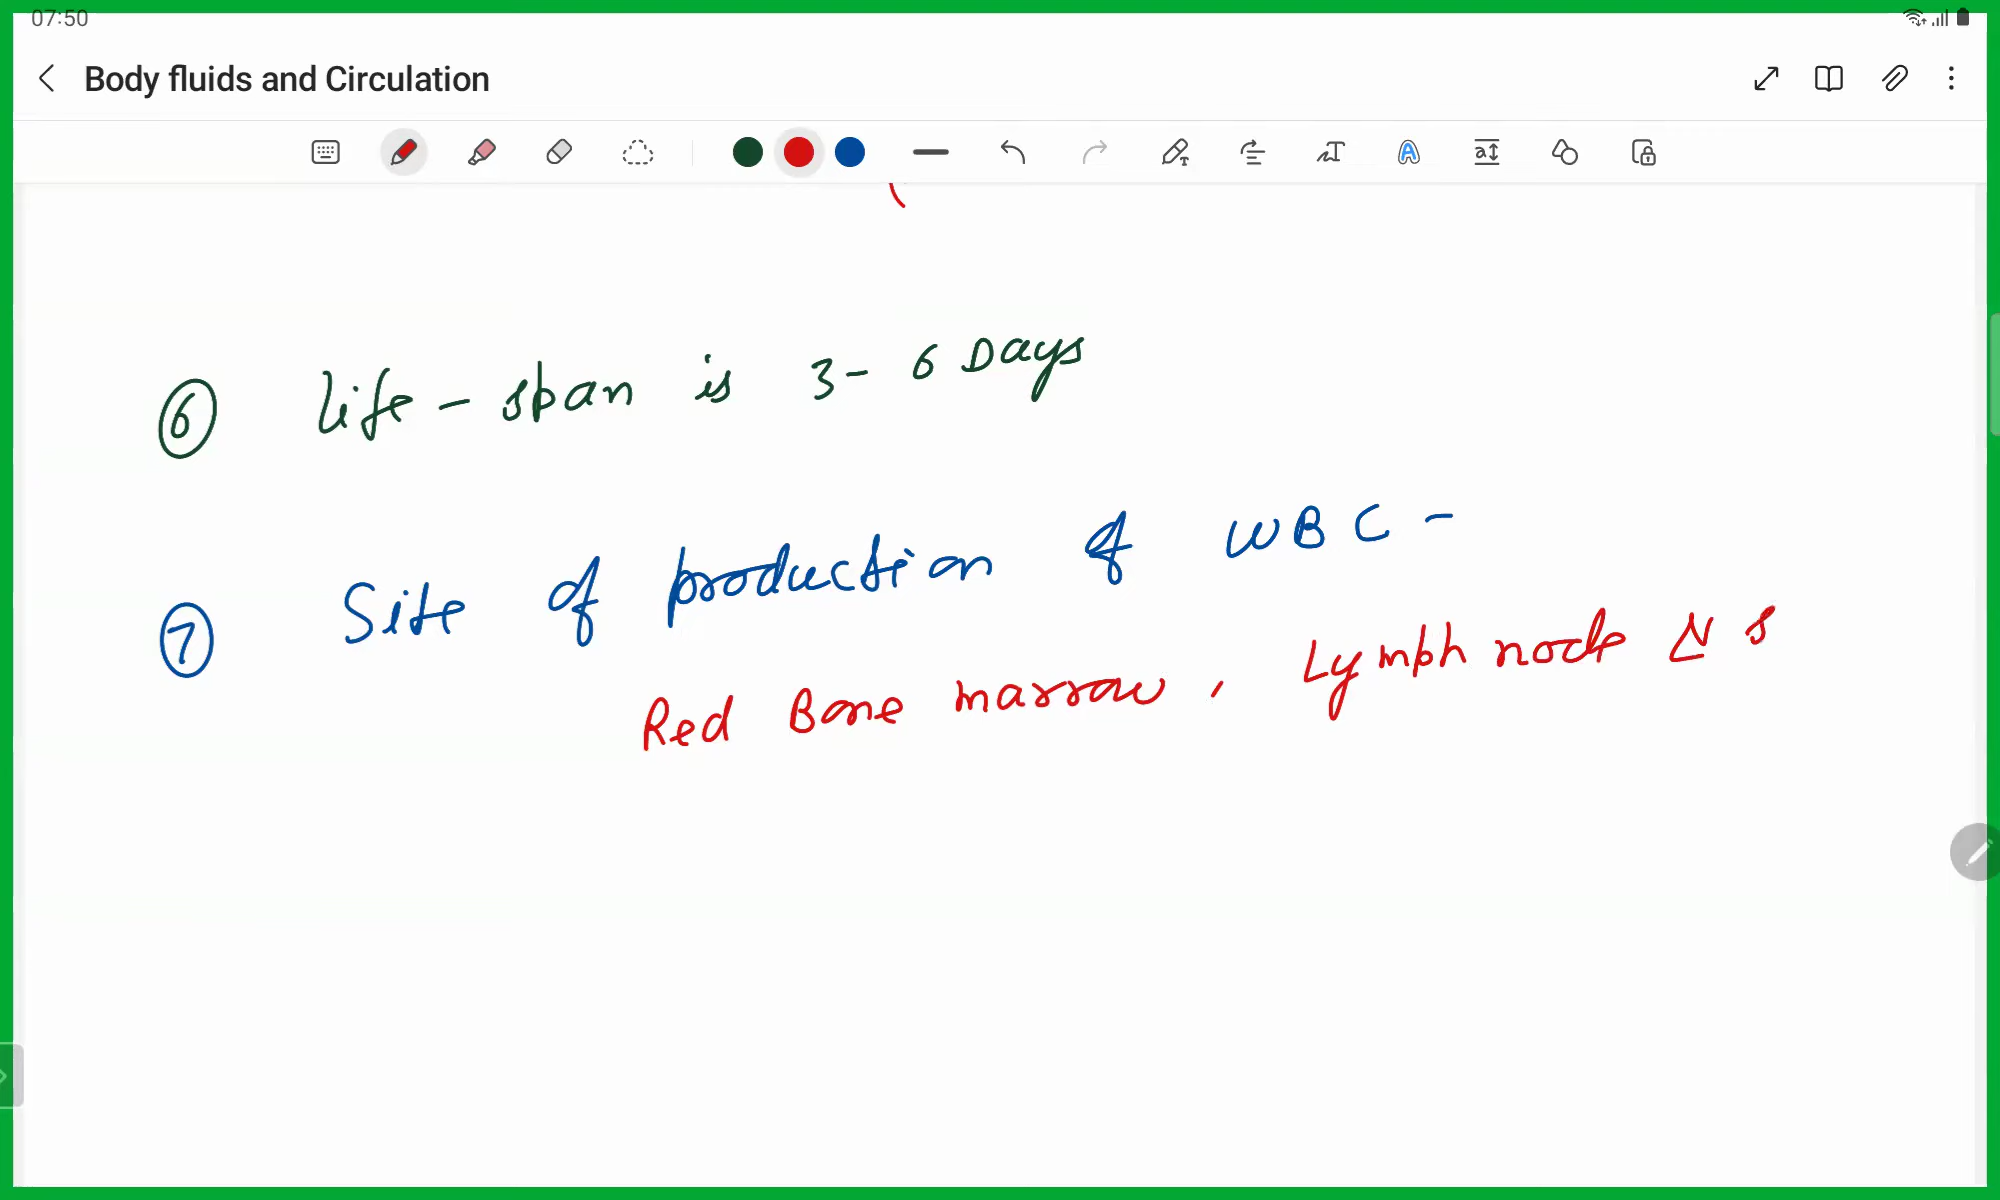 07:50
Body fluids and Circulation
⑥ Life - span is 3 - 6 Days
⑦ Site of production of WBC -
Red Bone marrow, Lymph node & s